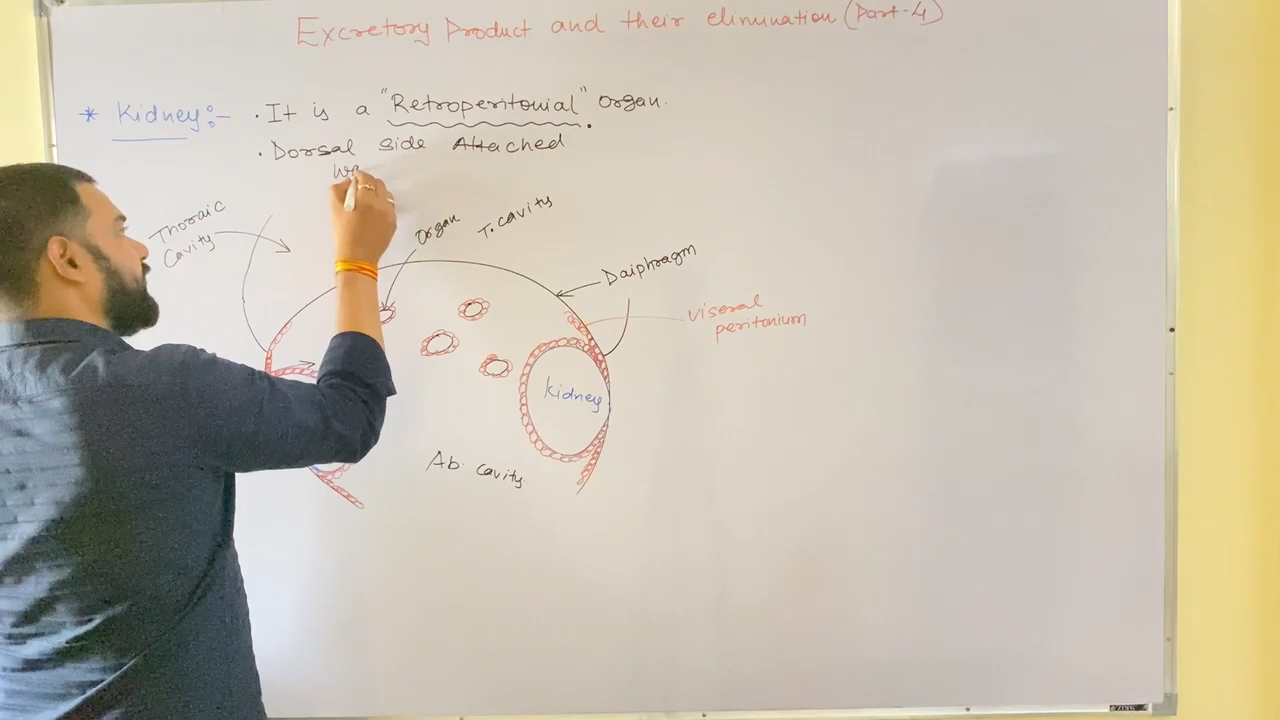 Excretory Product and their elimination (Part-4)
* Kidney:- . It is a "Retroperitonial" organ.
. Dorsal side Attached
Thoraic
Cavity
organ
T. cavity
Daiphragm
viseral
peritonium
kidney
Ab. cavity